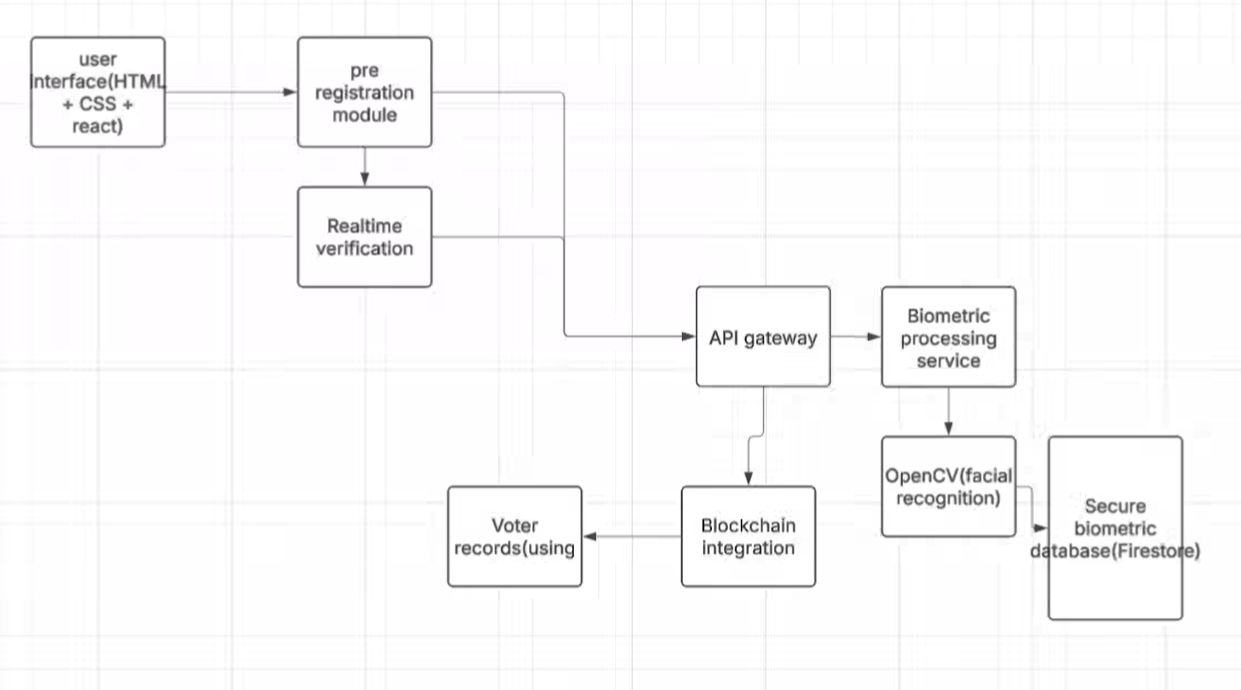 user
interface(HTML
+ CSS +
react)
pre
registration
module
Realtime
verification
API gateway
Biometric
processing
service
OpenCV(facial
recognition)
Secure
biometric
database(Firestore)
Blockchain
integration
Voter
records(using